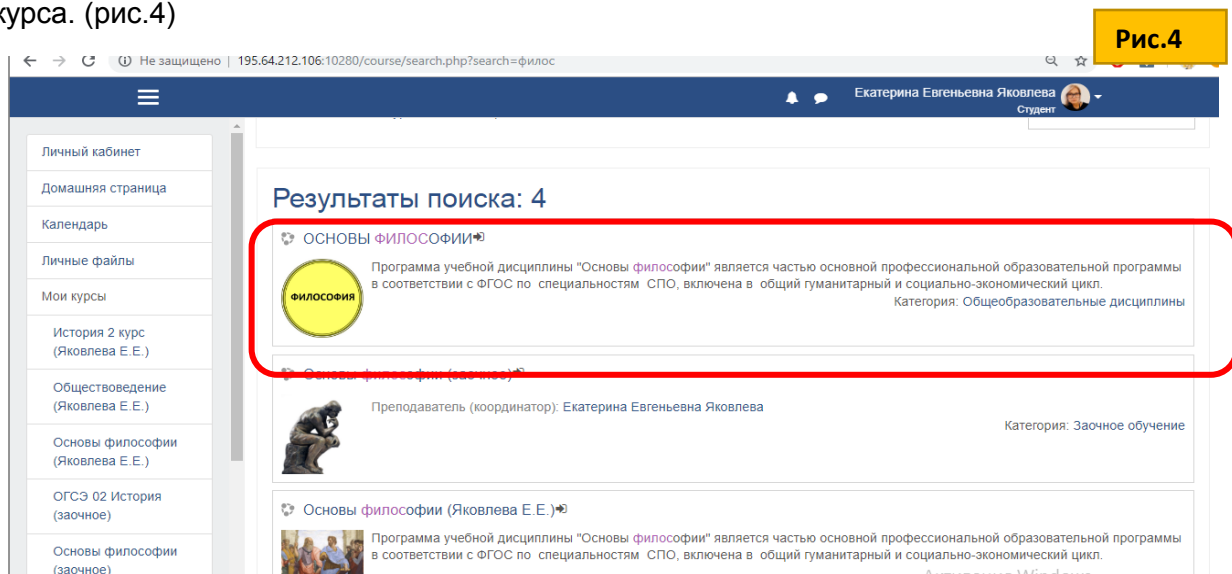 курса. (рис.4)
Рис.4
Не защищено | 195.64.212.106:10280/course/search.php?search=филос
Екатерина Евгеньевна Яковлева
Студент
Личный кабинет
Домашняя страница
Календарь
Личные файлы
Мои курсы
История 2 курс
(Яковлева Е.Е.)
Обществоведение
(Яковлева Е.Е.)
Основы философии
(Яковлева Е.Е.)
ОГСЭ 02 История
(заочное)
Основы философии
(заочное)
Результаты поиска: 4
ОСНОВЫ ФИЛОСОФИИ
ФИЛОСОФИЯ
Программа учебной дисциплины "Основы философии" является частью основной профессиональной образовательной программы
в соответствии с ФГОС по специальностям СПО, включена в общий гуманитарный и социально-экономический цикл.
Категория: Общеобразовательные дисциплины
Основы философии (заочное)
Преподаватель (координатор): Екатерина Евгеньевна Яковлева
Категория: Заочное обучение
Основы философии (Яковлева Е.Е.)
Программа учебной дисциплины "Основы философии" является частью основной профессиональной образовательной программы
в соответствии с ФГОС по специальностям СПО, включена в общий гуманитарный и социально-экономический цикл.